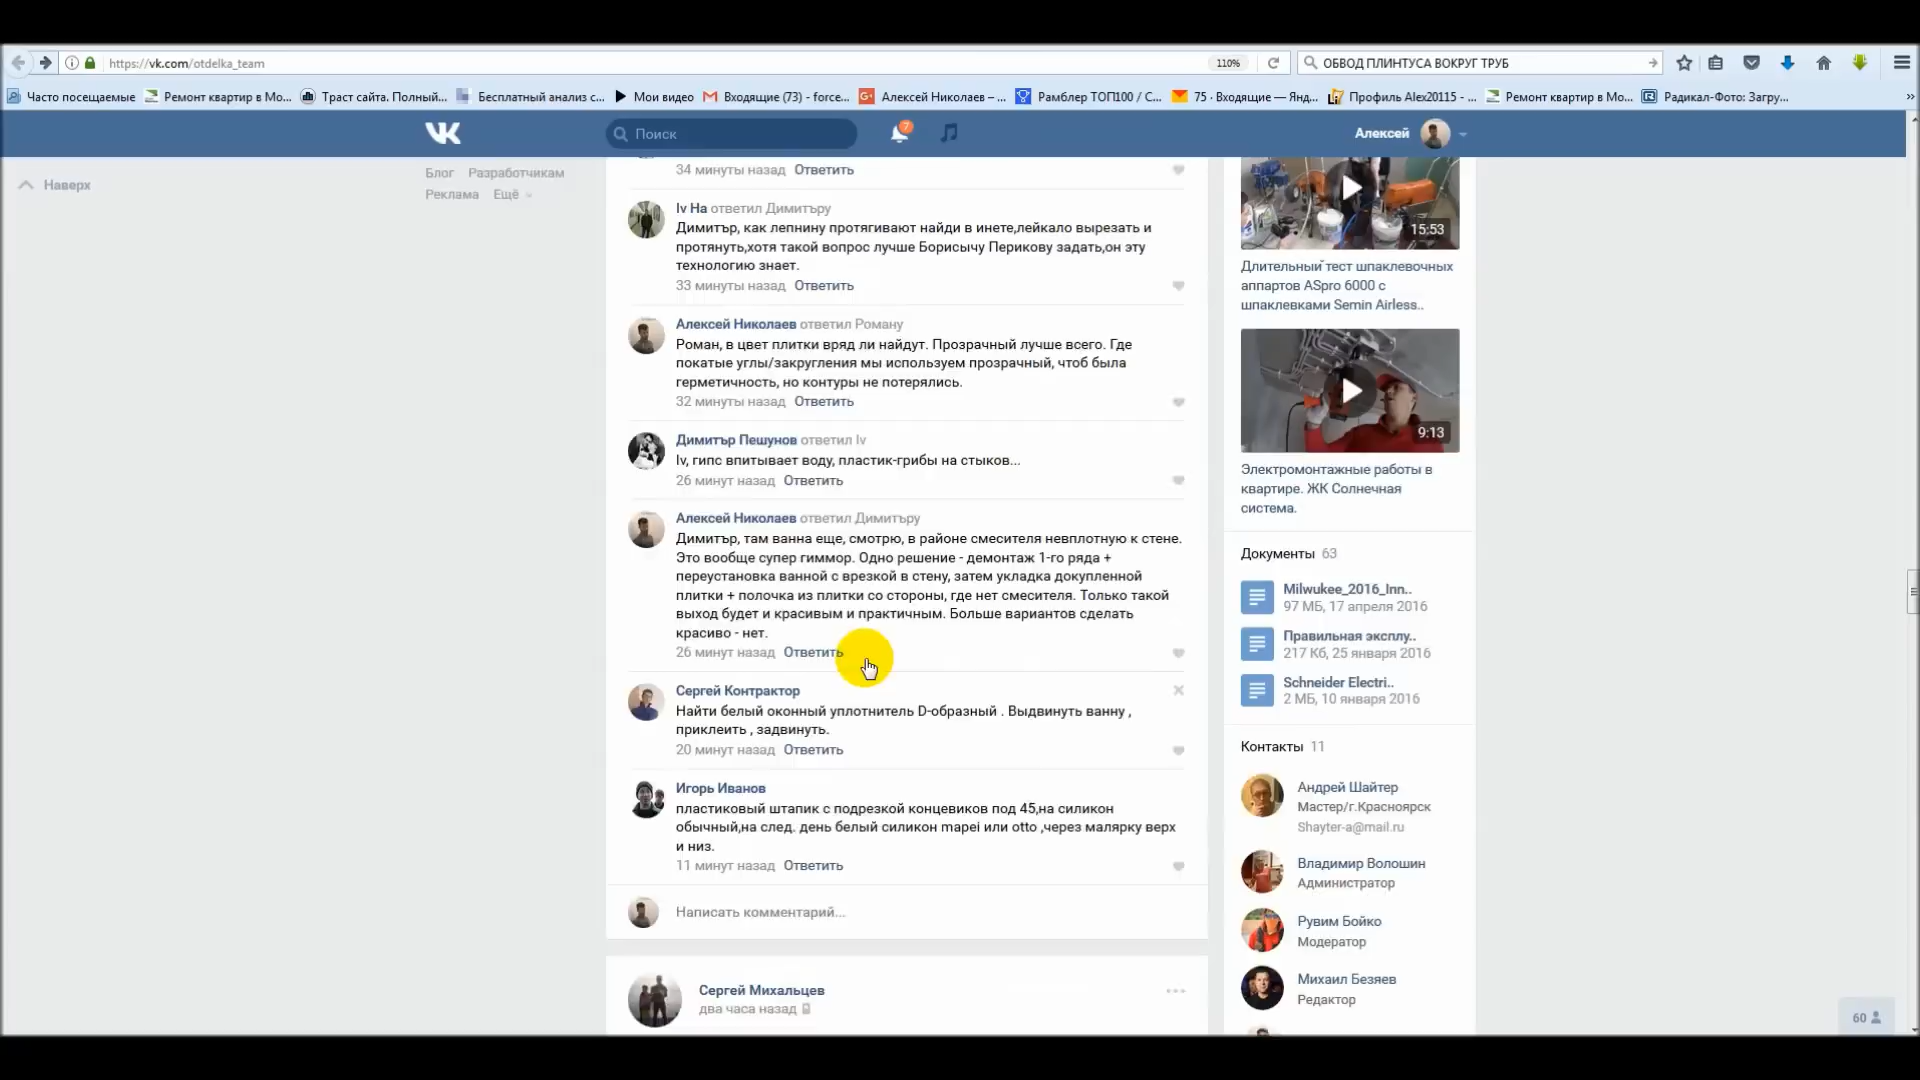 https://vk.com/otdelka_team
110%
ОБВОД ПЛИНТУСА ВОКРУГ ТРУБ
Часто посещаемые
Ремонт квартир в Мо...
Траст сайта. Полный...
Бесплатный анализ с...
Мои видео
Входящие (73) - force...
Алексей Николаев – ...
Рамблер ТОП100 / С...
75 · Входящие — Янд...
Профиль Alex20115 - ...
Ремонт квартир в Мо...
Радикал-Фото: Загру...
Поиск
7
Алексей
Наверх
Блог Разработчикам
Реклама Ещё
34 минуты назад Ответить
Iv На ответил Димитъру
Димитър, как лепнину протягивают найди в инете,лейкало вырезать и
протянуть,хотя такой вопрос лучше Борисычу Перикову задать,он эту
технологию знает.
33 минуты назад Ответить
Алексей Николаев ответил Роману
Роман, в цвет плитки вряд ли найдут. Прозрачный лучше всего. Где
покатые углы/закругления мы используем прозрачный, чтоб была
герметичность, но контуры не потерялись.
32 минуты назад Ответить
Димитър Пешунов ответил Iv
Iv, гипс впитывает воду, пластик-грибы на стыков...
26 минут назад Ответить
Алексей Николаев ответил Димитъру
Димитър, там ванна еще, смотрю, в районе смесителя невплотную к стене.
Это вообще супер гиммор. Одно решение - демонтаж 1-го ряда +
переустановка ванной с врезкой в стену, затем укладка докупленной
плитки + полочка из плитки со стороны, где нет смесителя. Только такой
выход будет и красивым и практичным. Больше вариантов сделать
красиво - нет.
26 минут назад Ответить
Сергей Контрактор
Найти белый оконный уплотнитель D-образный . Выдвинуть ванну ,
приклеить , задвинуть.
20 минут назад Ответить
Игорь Иванов
пластиковый штапик с подрезкой концевиков под 45,на силикон
обычный,на след. день белый силикон mapei или otto ,через малярку верх
и низ.
11 минут назад Ответить
Написать комментарий...
Сергей Михальцев
два часа назад
15:53
Длительный тест шпаклевочных
аппартов ASpro 6000 с
шпаклевками Semin Airless..
9:13
Электромонтажные работы в
квартире. ЖК Солнечная
система.
Документы 63
Milwukee_2016_Inn..
97 МБ, 17 апреля 2016
Правильная эксплу..
217 Кб, 25 января 2016
Schneider Electri..
2 МБ, 10 января 2016
Контакты 11
Андрей Шайтер
Мастер/г.Красноярск
Shayter-a@mail.ru
Владимир Волошин
Администратор
Рувим Бойко
Модератор
Михаил Безяев
Редактор
60